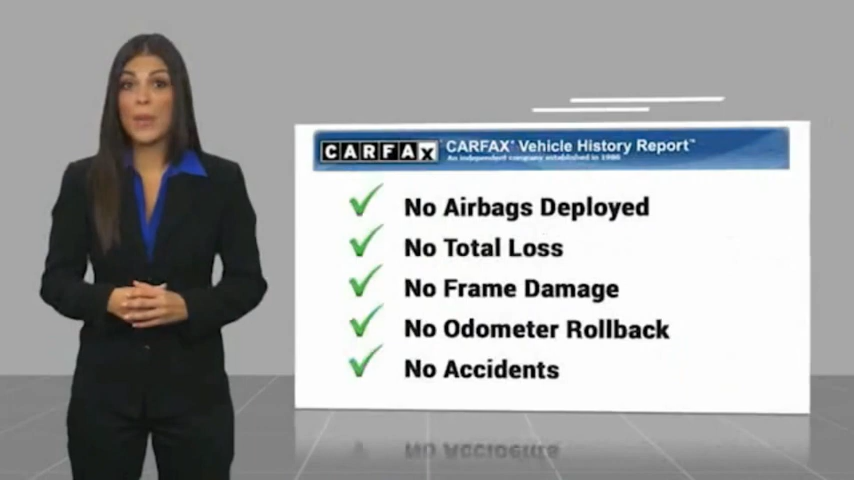 CARFAX CARFAX® Vehicle History Report™
An independent company established in 1986
No Airbags Deployed
No Total Loss
No Frame Damage
No Odometer Rollback
No Accidents